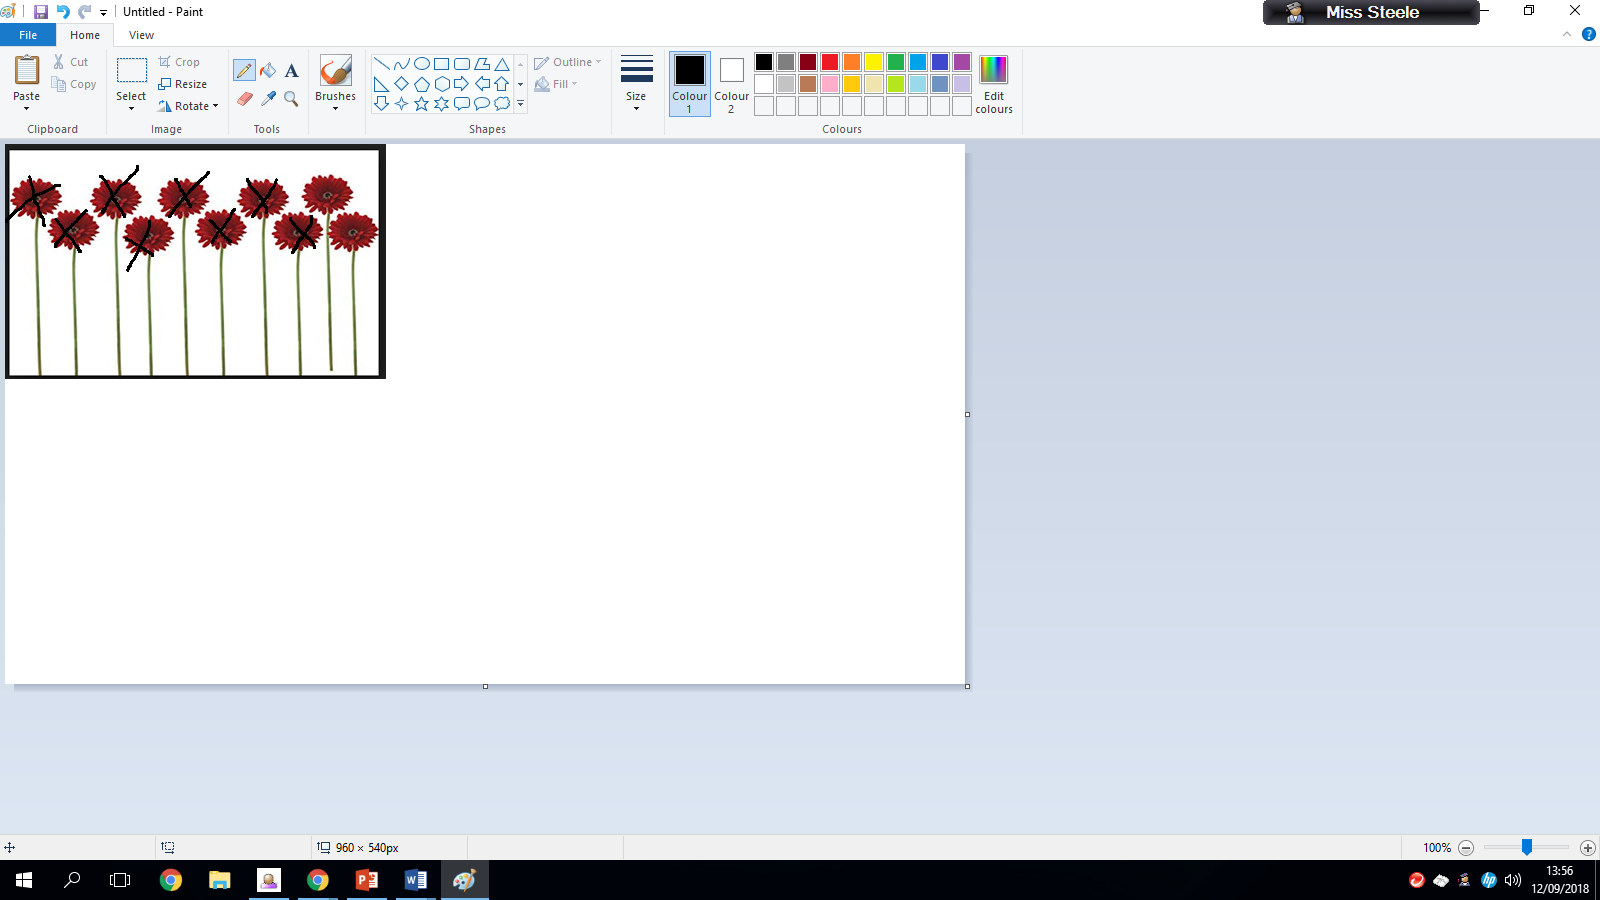 Untitled - Paint
Miss Steele
File
Home
View
Paste
Cut
Copy
Clipboard
Select
Crop
Resize
Rotate
Image
A
Tools
Brushes
Shapes
Outline
Fill
Size
Colour 1
Colour 2
Colours
Edit colours
960 × 540px
100%
13:56
12/09/2018